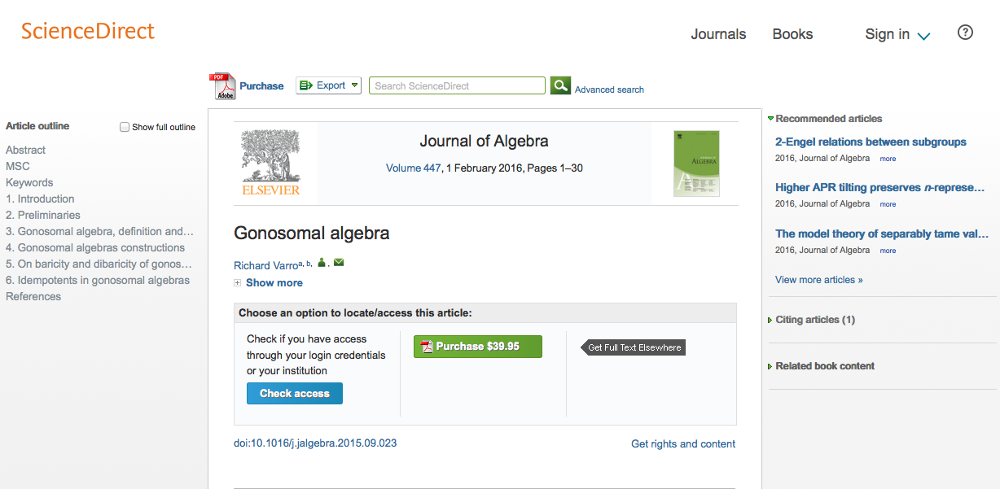 ScienceDirect
Journals
Books
Sign in
?
PDF
Adobe
Purchase
Export
Search ScienceDirect
Advanced search
Article outline
Show full outline
Abstract
MSC
Keywords
1. Introduction
2. Preliminaries
3. Gonosomal algebra, definition and…
4. Gonosomal algebras constructions
5. On baricity and dibaricity of gonos…
6. Idempotents in gonosomal algebras
References
ELSEVIER
Journal of Algebra
Volume 447, 1 February 2016, Pages 1–30
JOURNAL OF
ALGEBRA
Gonosomal algebra
Richard Varro a, b,
Show more
Choose an option to locate/access this article:
Check if you have access
through your login credentials
or your institution
Check access
Purchase $39.95
Get Full Text Elsewhere
doi:10.1016/j.jalgebra.2015.09.023
Get rights and content
Recommended articles
2-Engel relations between subgroups
2016, Journal of Algebra more
Higher APR tilting preserves n-represe…
2016, Journal of Algebra more
The model theory of separably tame val…
2016, Journal of Algebra more
View more articles »
Citing articles (1)
Related book content